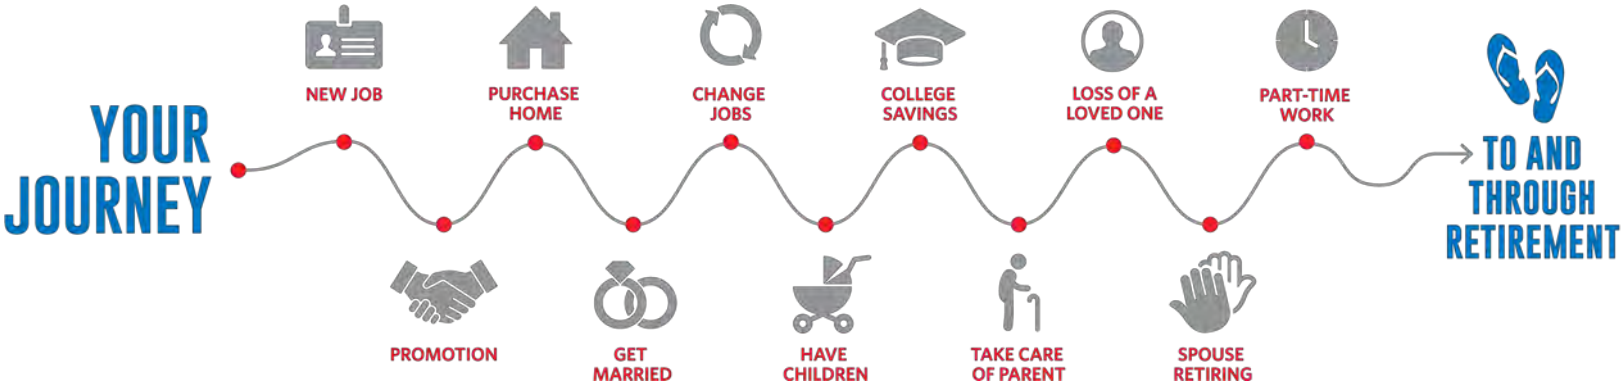 YOUR
JOURNEY
NEW JOB
PROMOTION
PURCHASE
HOME
GET
MARRIED
CHANGE
JOBS
HAVE
CHILDREN
COLLEGE
SAVINGS
TAKE CARE
OF PARENT
LOSS OF A
LOVED ONE
SPOUSE
RETIRING
PART-TIME
WORK
TO AND
THROUGH
RETIREMENT